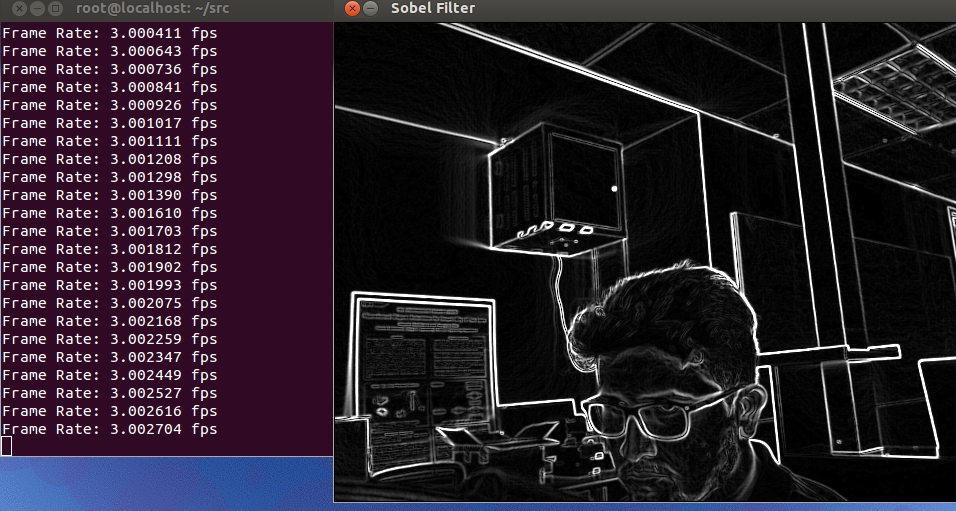 root@localhost: ~/src
Frame Rate: 3.000411 fps
Frame Rate: 3.000643 fps
Frame Rate: 3.000736 fps
Frame Rate: 3.000841 fps
Frame Rate: 3.000926 fps
Frame Rate: 3.001017 fps
Frame Rate: 3.001111 fps
Frame Rate: 3.001208 fps
Frame Rate: 3.001298 fps
Frame Rate: 3.001390 fps
Frame Rate: 3.001610 fps
Frame Rate: 3.001703 fps
Frame Rate: 3.001812 fps
Frame Rate: 3.001902 fps
Frame Rate: 3.001993 fps
Frame Rate: 3.002075 fps
Frame Rate: 3.002168 fps
Frame Rate: 3.002259 fps
Frame Rate: 3.002347 fps
Frame Rate: 3.002449 fps
Frame Rate: 3.002527 fps
Frame Rate: 3.002616 fps
Frame Rate: 3.002704 fps
Sobel Filter